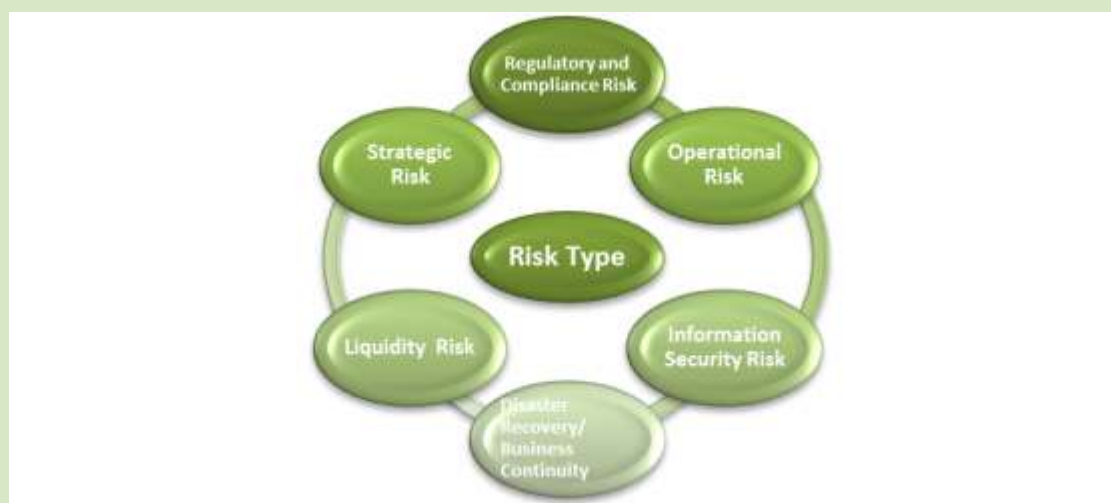 Regulatory and
Compliance Risk
Strategic
Risk
Operational
Risk
Risk Type
Liquidity Risk
Information
Security Risk
Disaster
Recovery/
Business
Continuity